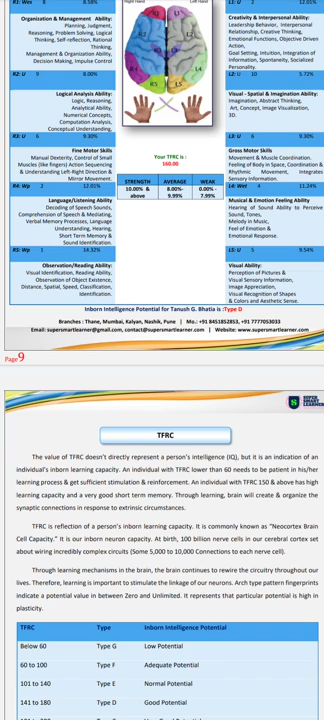 R1: Wes 8 8.58%
Organization & Management Ability:
Planning, Judgment,
Reasoning, Problem Solving, Logical
Thinking, Self-reflection, Rational
Thinking,
Management & Organization Ability,
Decision Making, Impulse Control
R2: U 9 8.00%
Logical Analysis Ability:
Logic, Reasoning,
Analytical Ability,
Numerical Concepts,
Computation Analysis,
Conceptual Understanding,
R3: U 6 9.30%
Fine Motor Skills
Manual Dexterity, Control of Small
Muscles (like fingers) Action Sequencing
& Understanding Left-Right Direction &
Mirror Movement.
R4: Wp 2 12.01%
Language/Listening Ability
Decoding of Speech Sounds,
Comprehension of Speech & Mediating,
Verbal Memory Processes, Language
Understanding, Hearing,
Short Term Memory &
Sound Identification.
R5: Wp 1 14.32%
Observation/Reading Ability:
Visual Identification, Reading Ability,
Observation of Object Existence,
Distance, Spatial, Speed, Classification,
Identification.
Right Hand Left Hand
L1
R5 L5
Your TFRC is :
160.00
STRENGTH AVERAGE WEAK
10.00% & above 8.00%- 9.99% 0.00% - 7.99%
L1: U 2 12.01%
Creativity & Interpersonal Ability:
Leadership Behavior, Interpersonal
Relationship, Creative Thinking,
Emotional Functions, Objective Driven
Action,
Goal Setting, Intuition, Integration of
Information, Spontaneity, Socialized
Personality.
L2: U 10 5.72%
Visual - Spatial & Imagination Ability:
Imagination, Abstract Thinking,
Art, Concept, Image Visualization,
3D.
L3: U 6 9.30%
Gross Motor Skills
Movement & Muscle Coordination.
Feeling of Body in Space, Coordination &
Rhythmic Movement, Integrates
Sensory Information.
L4: Wet 4 11.24%
Musical & Emotion Feeling Ability
Hearing of Sound Ability to Perceive
Sound, Tones,
Melody in Music,
Feel of Emotion &
Emotional Response.
L5: U 5 9.54%
Visual Ability:
Perception of Pictures &
Visual Sensory Information,
Image Appreciation,
Visual Recognition of Shapes
& Colors and Aesthetic Sense.
Inborn Intelligence Potential for Tanush G. Bhatia is :Type D
Branches : Thane, Mumbai, Kalyan, Nashik, Pune | Mo.: +91 8451852853, +91 7777053033
Email: supersmartlearner@gmail.com, contact@supersmartlearner.com | Website: www.supersmartlearner.com
Page9
SUPER
SMART
LEARNER
TFRC
The value of TFRC doesn't directly represent a person's intelligence (IQ), but it is an indication of an
individual's inborn learning capacity. An individual with TFRC lower than 60 needs to be patient in his/her
learning process & get sufficient stimulation & reinforcement. An individual with TFRC 150 & above has high
learning capacity and a very good short term memory. Through learning, brain will create & organize the
synaptic connections in response to extrinsic circumstances.
TFRC is reflection of a person's inborn learning capacity. It is commonly known as "Neocortex Brain
Cell Capacity." It is our inborn neuron capacity. At birth, 100 billion nerve cells in our cerebral cortex set
about wiring incredibly complex circuits (Some 5,000 to 10,000 Connections to each nerve cell).
Through learning mechanisms in the brain, the brain continues to rewire the circuitry throughout our
lives. Therefore, learning is important to stimulate the linkage of our neurons. Arch type pattern fingerprints
indicate a potential value in between Zero and Unlimited. It represents that particular potential is high in
plasticity.
TFRC Type Inborn Intelligence Potential
Below 60 Type G Low Potential
60 to 100 Type F Adequate Potential
101 to 140 Type E Normal Potential
141 to 180 Type D Good Potential